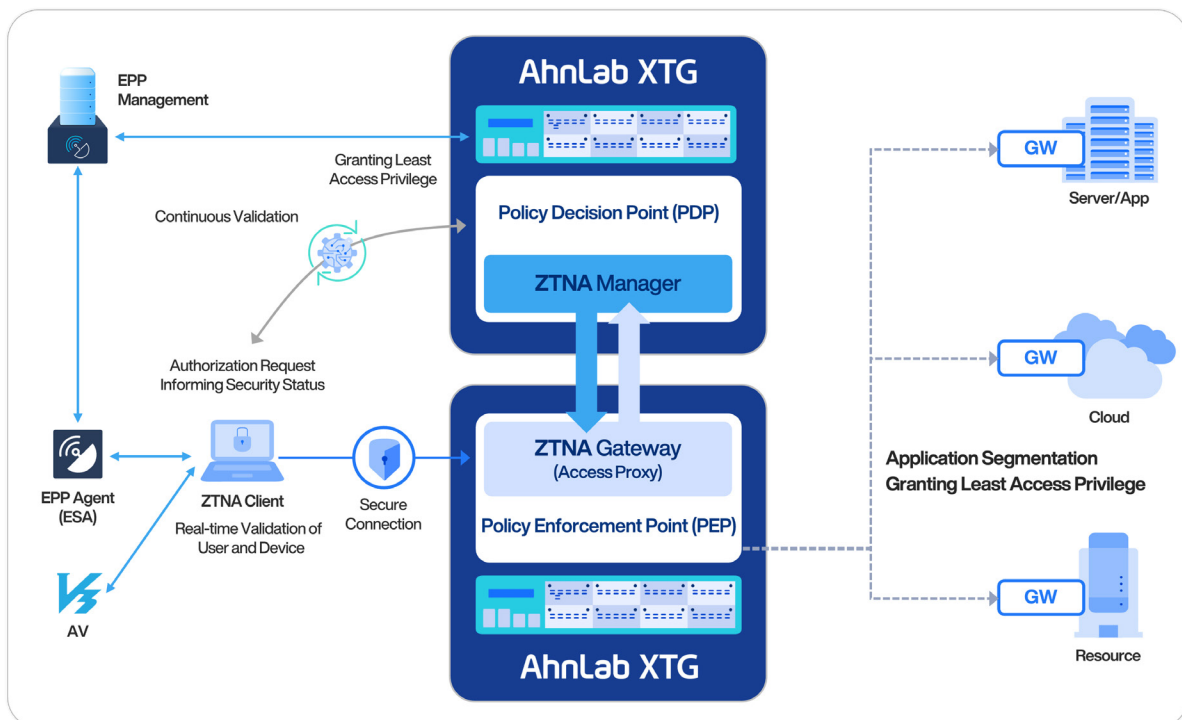 EPP
Management
AhnLab XTG
Granting Least
Access Privilege
Continuous Validation
Policy Decision Point (PDP)
ZTNA Manager
Authorization Request
Informing Security Status
EPP Agent
(ESA)
ZTNA Client
Real-time Validation of
User and Device
V3
AV
Secure
Connection
ZTNA Gateway
(Access Proxy)
Policy Enforcement Point (PEP)
AhnLab XTG
GW
Server/App
GW
Cloud
Application Segmentation
Granting Least Access Privilege
GW
Resource